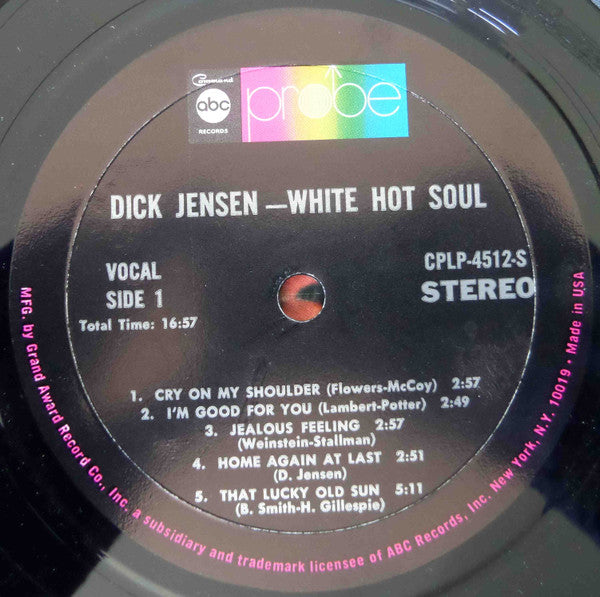 Command
abc
RECORDS
probe
DICK JENSEN —WHITE HOT SOUL
VOCAL
SIDE 1
Total Time: 16:57
CPLP-4512-S
STEREO
1. CRY ON MY SHOULDER (Flowers-McCoy) 2:57
2. I'M GOOD FOR YOU (Lambert-Potter) 2:49
3. JEALOUS FEELING 2:57
(Weinstein-Stallman)
4. HOME AGAIN AT LAST 2:51
(D. Jensen)
5. THAT LUCKY OLD SUN 5:11
(B. Smith-H. Gillespie)
MFG. by Grand Award Record Co., Inc. a subsidiary and trademark licensee of ABC Records, Inc. New York, N.Y. 10019 • Made in USA